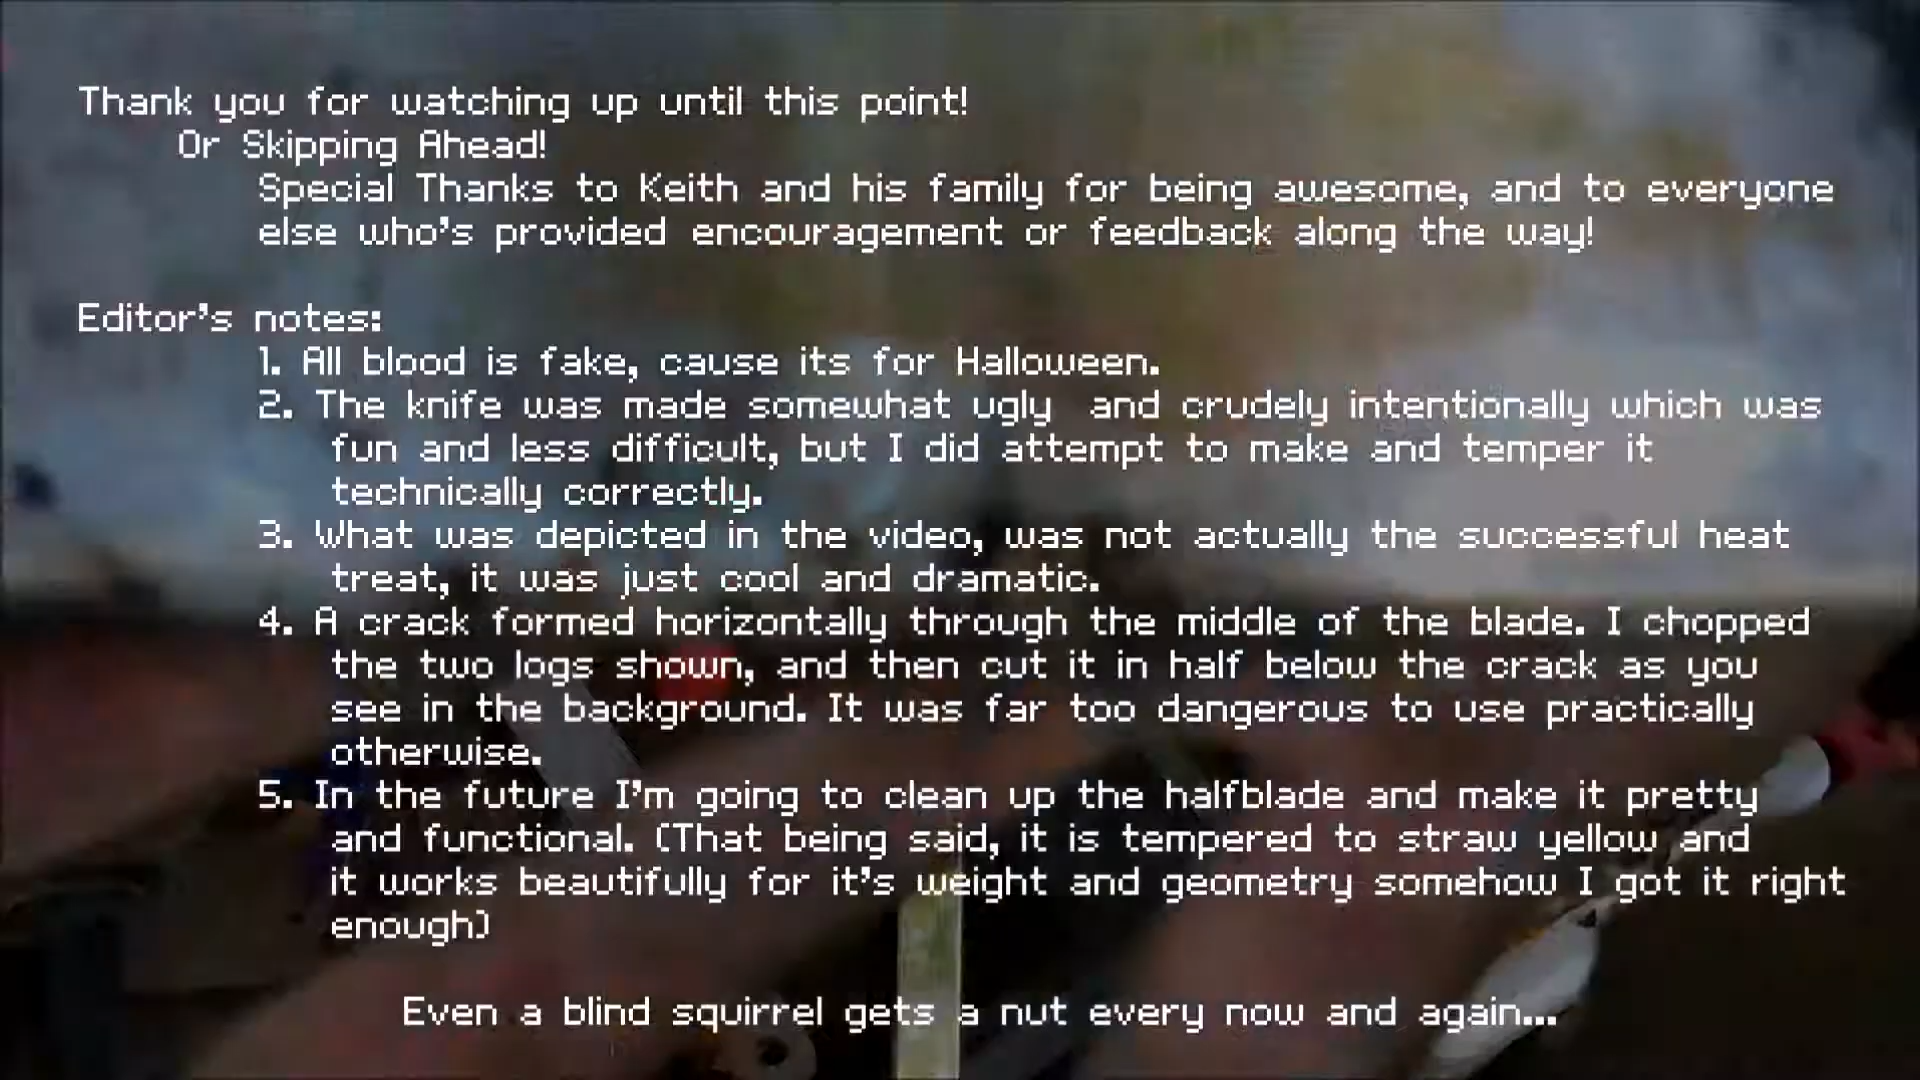 Thank you for watching up until this point!
Or Skipping Ahead!
Special Thanks to Keith and his family for being awesome, and to everyone
else who's provided encouragement or feedback along the way!
Editor's notes:
1. All blood is fake, cause its for Halloween.
2. The knife was made somewhat ugly  and crudely intentionally which was
fun and less difficult, but I did attempt to make and temper it
technically correctly.
3. What was depicted in the video, was not actually the successful heat
treat, it was just cool and dramatic.
4. A crack formed horizontally through the middle of the blade. I chopped
the two logs shown, and then cut it in half below the crack as you
see in the background. It was far too dangerous to use practically
otherwise.
5. In the future I'm going to clean up the halfblade and make it pretty
and functional. (That being said, it is tempered to straw yellow and
it works beautifully for it's weight and geometry somehow I got it right
enough)
Even a blind squirrel gets a nut every now and again...